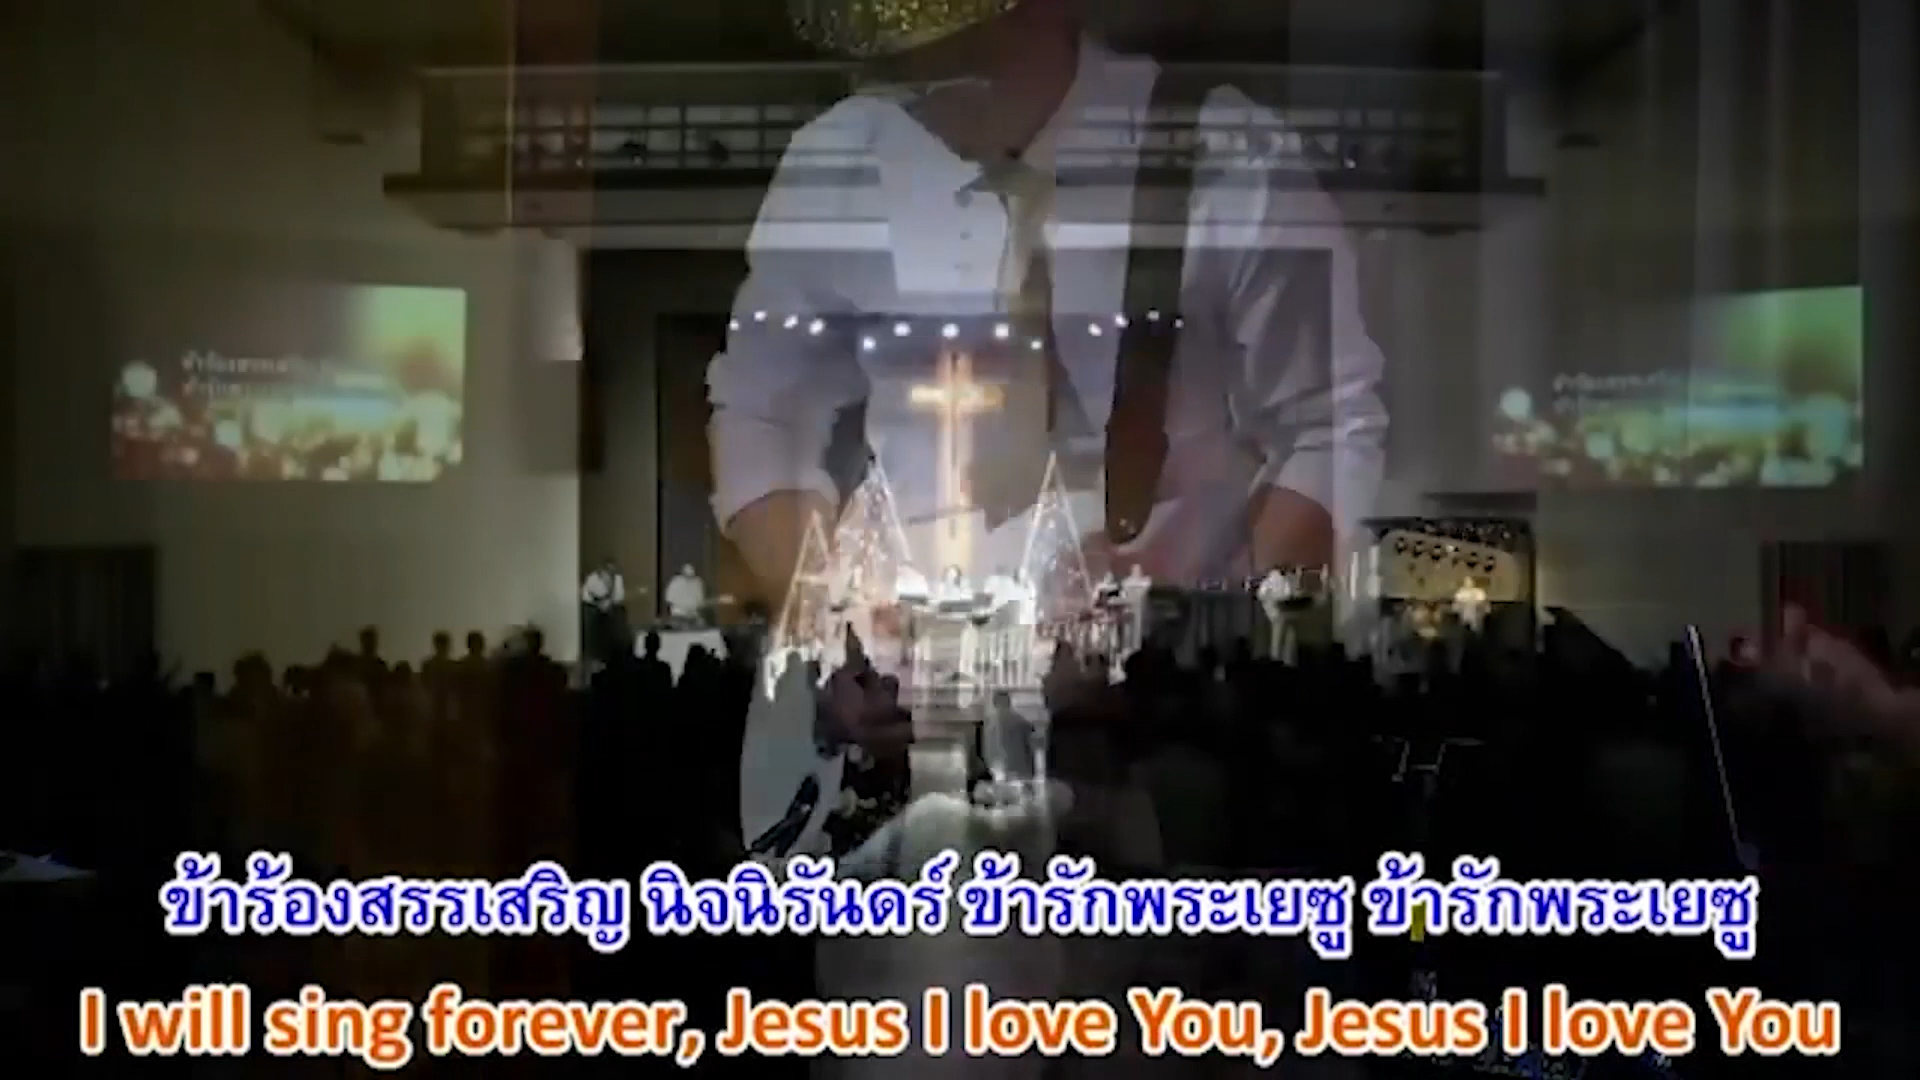 ข้าร้องสรรเสริญ นิจนิรันดร์ ข้ารักพระเยซู ข้ารักพระเยซู
I will sing forever, Jesus I love You, Jesus I love You